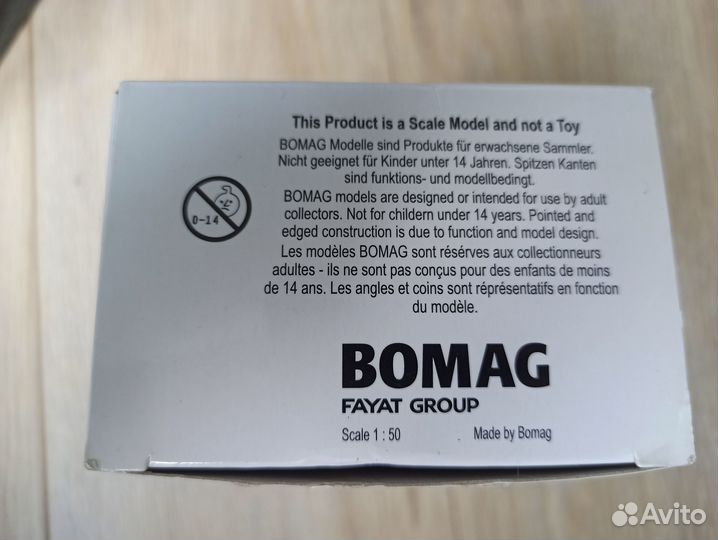 This Product is a Scale Model and not a Toy
BOMAG Modelle sind Produkte für erwachsene Sammler.
Nicht geeignet für Kinder unter 14 Jahren. Spitzen Kanten
sind funktions- und modellbedingt.
0-14
BOMAG models are designed or intended for use by adult
collectors. Not for childern under 14 years. Pointed and
edged construction is due to function and model design.
Les modèles BOMAG sont résérves aux collectionneurs
adultes - ils ne sont pas conçus pour des enfants de moins
de 14 ans. Les angles et coins sont répréséntatifs en fonction
du modèle.
BOMAG
FAYAT GROUP
Scale 1 : 50 Made by Bomag
Avito